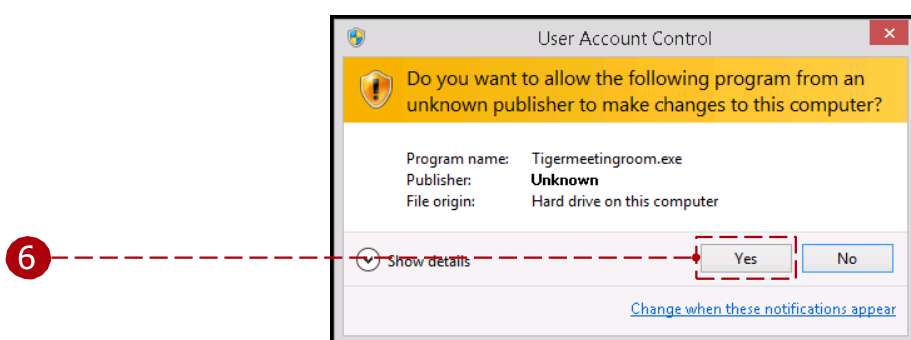 User Account Control
Do you want to allow the following program from an
unknown publisher to make changes to this computer?
Program name: Tigermeetingroom.exe
Publisher: Unknown
File origin: Hard drive on this computer
6
Show details
Yes
No
Change when these notifications appear